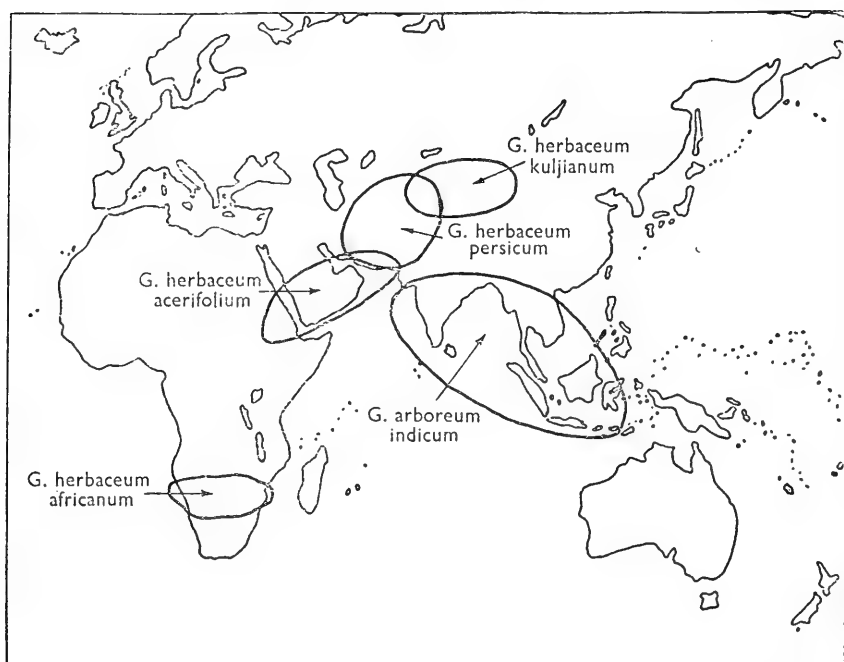 G. herbaceum
kuljianum
G. herbaceum
persicum
G. herbaceum
acerifolium
G. arboreum
indicum
G. herbaceum
africanum